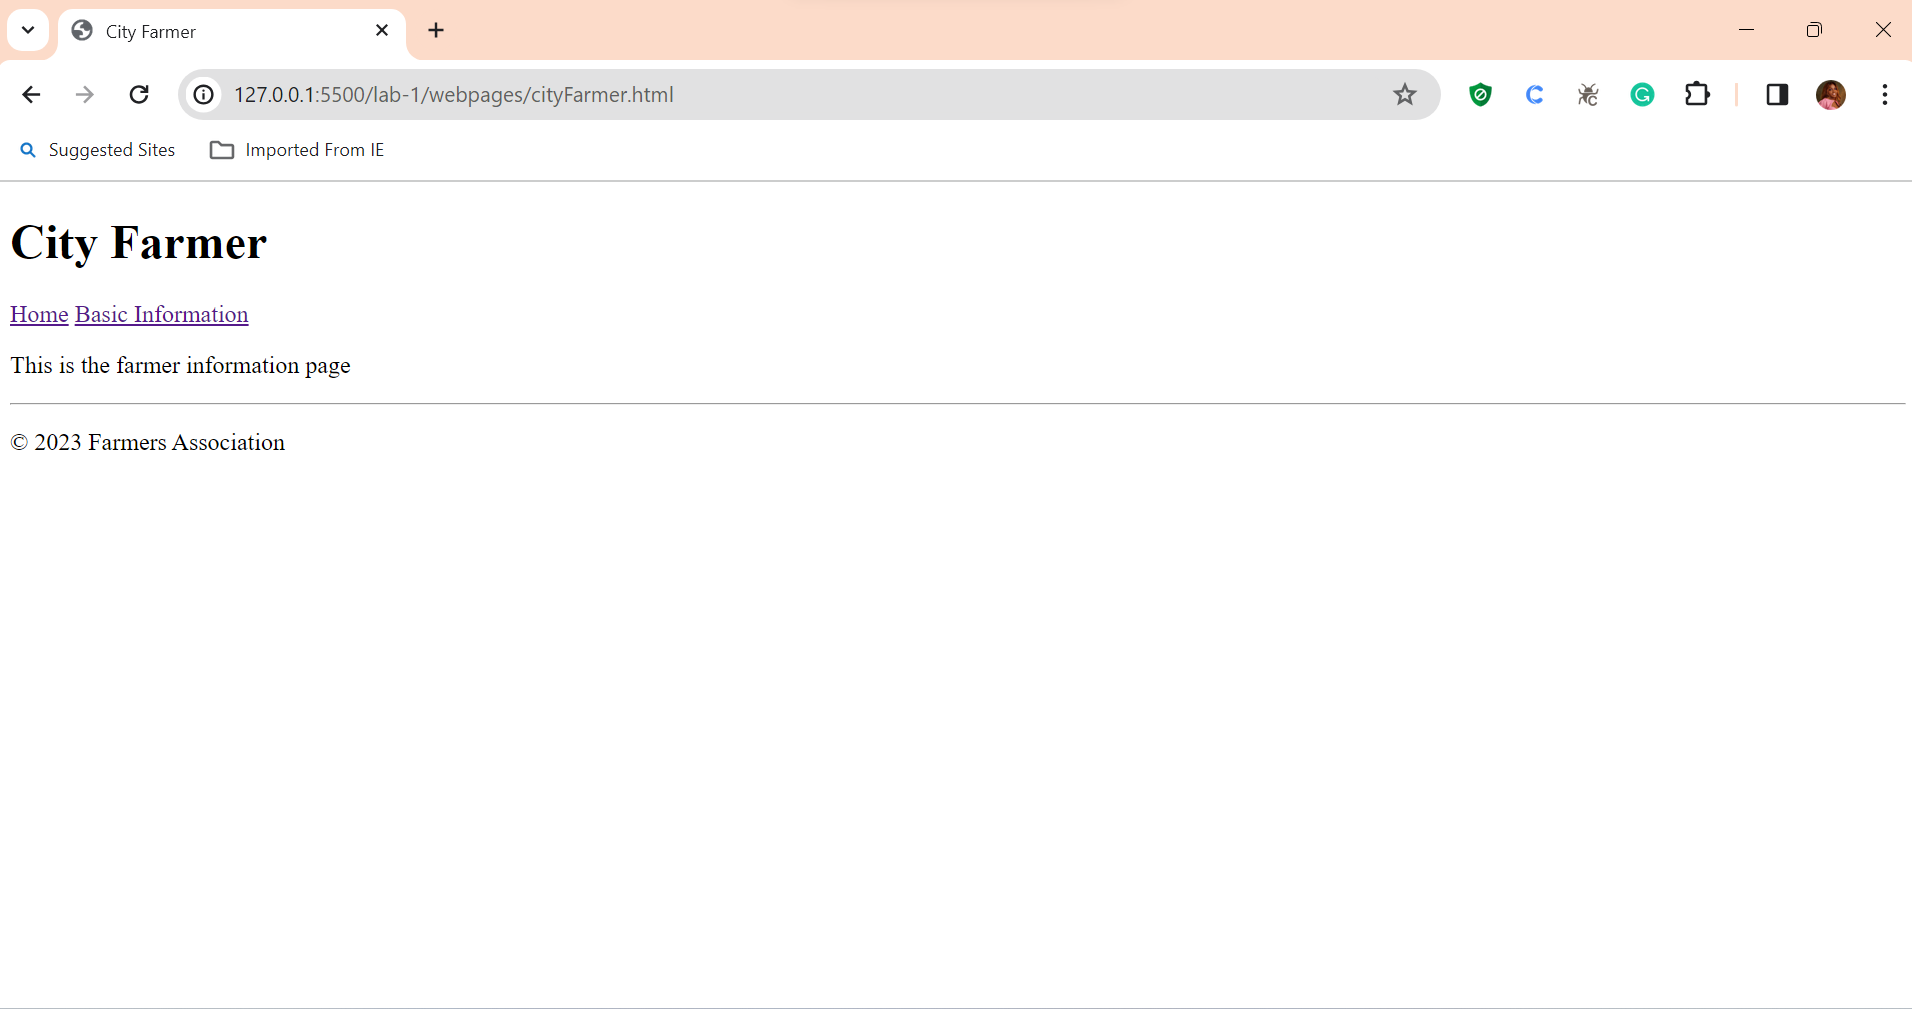 City Farmer
127.0.0.1:5500/lab-1/webpages/cityFarmer.html
Suggested Sites Imported From IE
City Farmer
Home Basic Information
This is the farmer information page
© 2023 Farmers Association